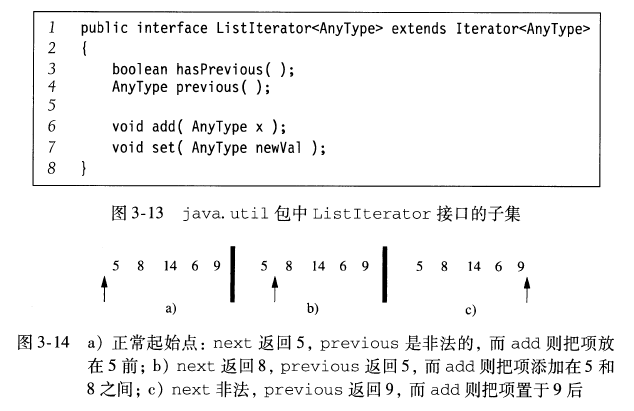 1 public interface ListIterator<AnyType> extends Iterator<AnyType>
2 {
3 boolean hasPrevious( );
4 AnyType previous( );
5
6 void add( AnyType x );
7 void set( AnyType newVal );
8 }
图 3-13 java.util 包中 ListIterator 接口的子集
5 8 14 6 9 5 8 14 6 9 5 8 14 6 9
a) b) c)
图 3-14 a) 正常起始点: next 返回 5, previous 是非法的, 而 add 则把项放
在 5 前; b) next 返回 8, previous 返回 5, 而 add 则把项添加在 5 和
8 之间; c) next 非法, previous 返回 9, 而 add 则把项置于 9 后